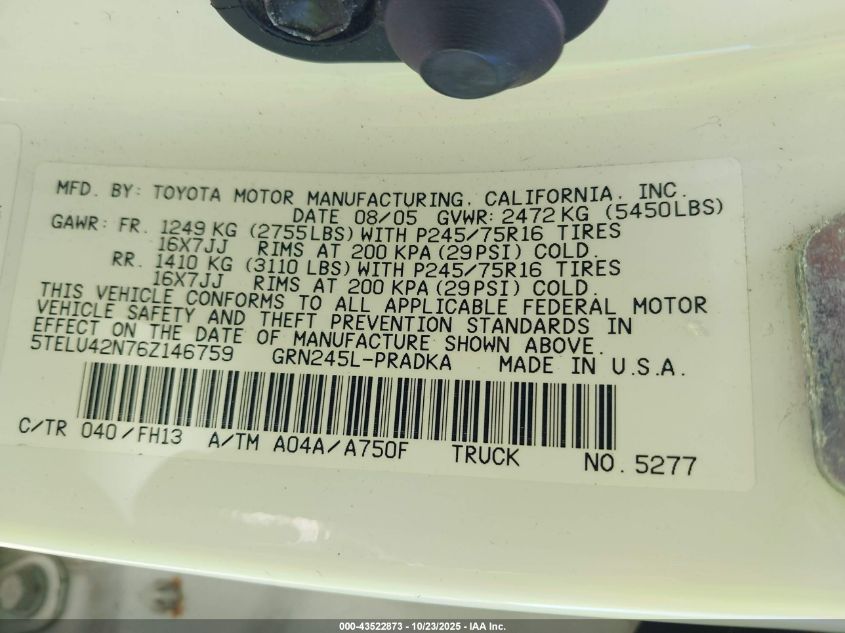 MFD. BY: TOYOTA MOTOR MANUFACTURING, CALIFORNIA, INC.
DATE 08/05 GVWR: 2472 KG (5450LBS)
GAWR: FR. 1249 KG (2755LBS) WITH P245/75R16 TIRES
16X7JJ RIMS AT 200 KPA (29PSI) COLD.
RR. 1410 KG (3110 LBS) WITH P245/75R16 TIRES
16X7JJ RIMS AT 200 KPA (29PSI) COLD.
THIS VEHICLE CONFORMS TO ALL APPLICABLE FEDERAL MOTOR
VEHICLE SAFETY AND THEFT PREVENTION STANDARDS IN
EFFECT ON THE DATE OF MANUFACTURE SHOWN ABOVE.
5TELU42N76Z146759 GRN245L-PRADKA MADE IN U.S.A.
C/TR 040/FH13 A/TM A04A/A750F TRUCK NO. 5277
000-43522873 - 10/23/2025 - IAA Inc.